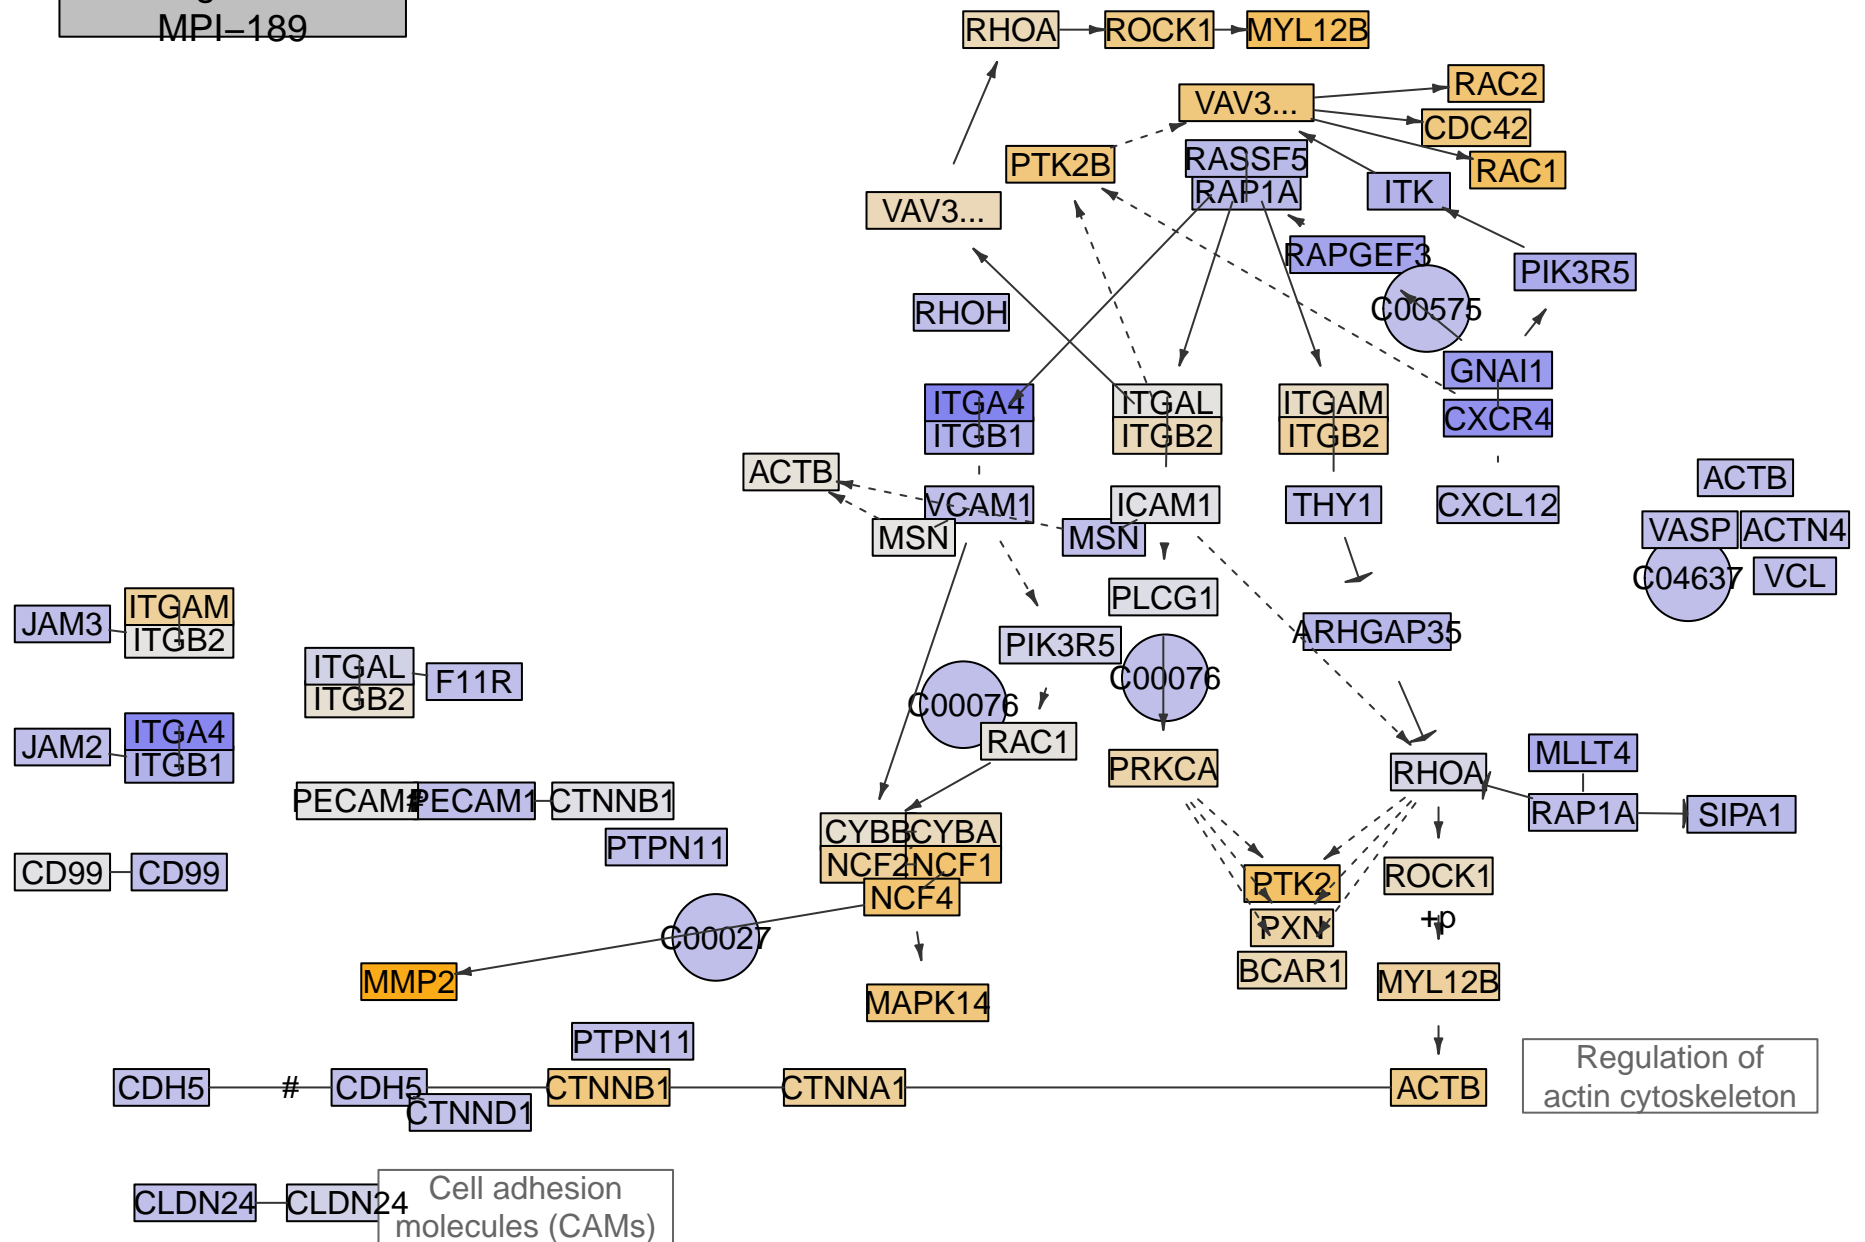 MPI–189
RHOA
ROCK1
MYL12B
VAV3...
RAC2
CDC42
RAC1
PTK2B
RASSF5
RAP1A
ITK
VAV3...
RAPGEF3
PIK3R5
RHOH
C00575
GNAI1
CXCR4
ITGA4
ITGB1
ITGAL
ITGB2
ITGAM
ITGB2
ACTB
VCAM1
MSN
ICAM1
MSN
THY1
CXCL12
ACTB
VASP
ACTN4
C04637
VCL
PLCG1
JAM3
ITGAM
ITGB2
ITGAL
ITGB2
F11R
PIK3R5
C00076
C00076
ARHGAP35
RAC1
JAM2
ITGA4
ITGB1
PRKCA
RHOA
MLLT4
RAP1A
SIPA1
PECAM1
#
PECAM1
CTNNB1
PTPN11
CYBB
CYBA
NCF2
NCF1
NCF4
CD99
CD99
PTK2
PXN
BCAR1
ROCK1
+p
C00027
MMP2
MAPK14
MYL12B
PTPN11
CDH5
#
CDH5
CTNND1
CTNNB1
CTNNA1
ACTB
Regulation of
actin cytoskeleton
CLDN24
CLDN24
Cell adhesion
molecules (CAMs)